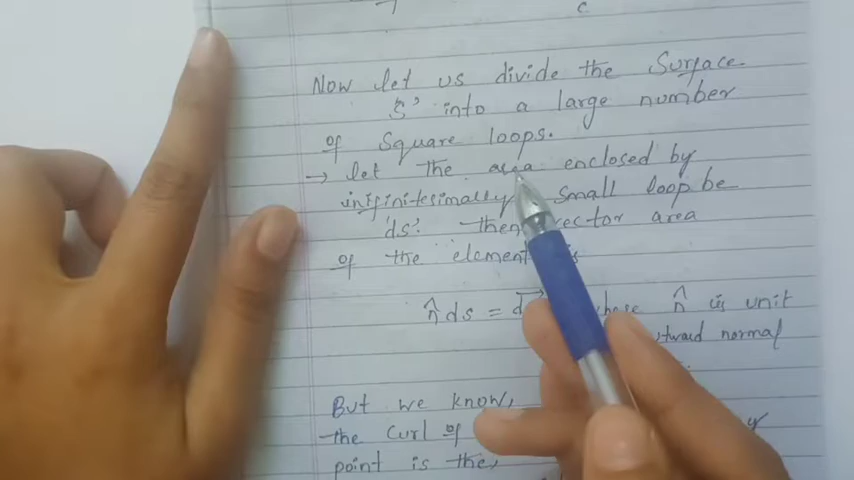 Now let us divide the Surface
'S' into a large number
of Square loops.
→ let the area enclosed by
infinitesimally small loop be
'ds'. then vector area
of the element is
n̂ ds = n̂ is unit
outward normal
But we know,
the curl of
point is the